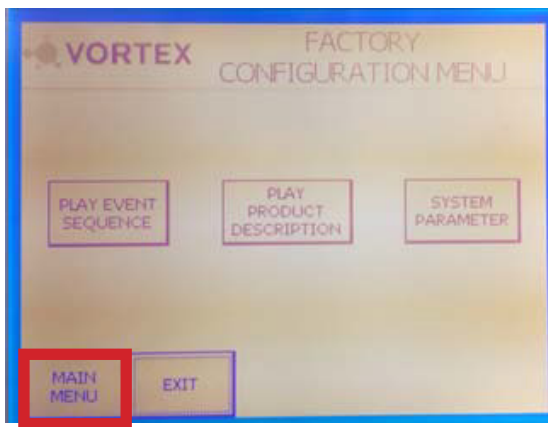 VORTEX
FACTORY
CONFIGURATION MENU
PLAY EVENT
SEQUENCE
PLAY
PRODUCT
DESCRIPTION
SYSTEM
PARAMETER
MAIN
MENU
EXIT